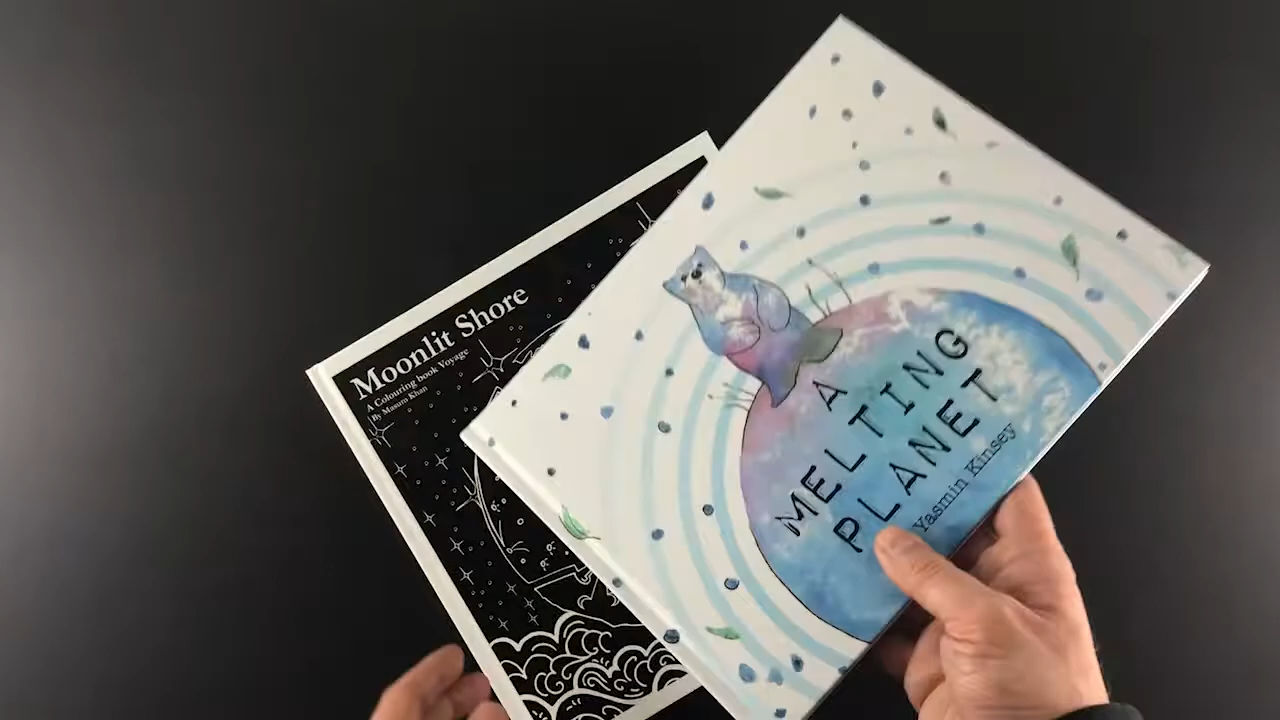 Moonlit Shore
A Colouring book Voyage
By Masum Khan
A
MELTING
PLANET
Yasmin Kinsey